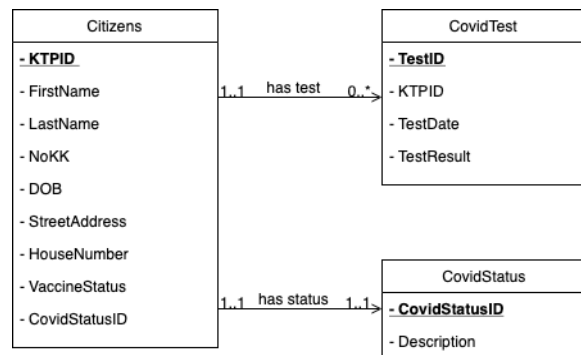 Citizens
- KTPID
- FirstName
- LastName
- NoKK
- DOB
- StreetAddress
- HouseNumber
- VaccineStatus
- CovidStatusID
1..1 has test 0..*
CovidTest
- TestID
- KTPID
- TestDate
- TestResult
1..1 has status 1..1
CovidStatus
- CovidStatusID
- Description